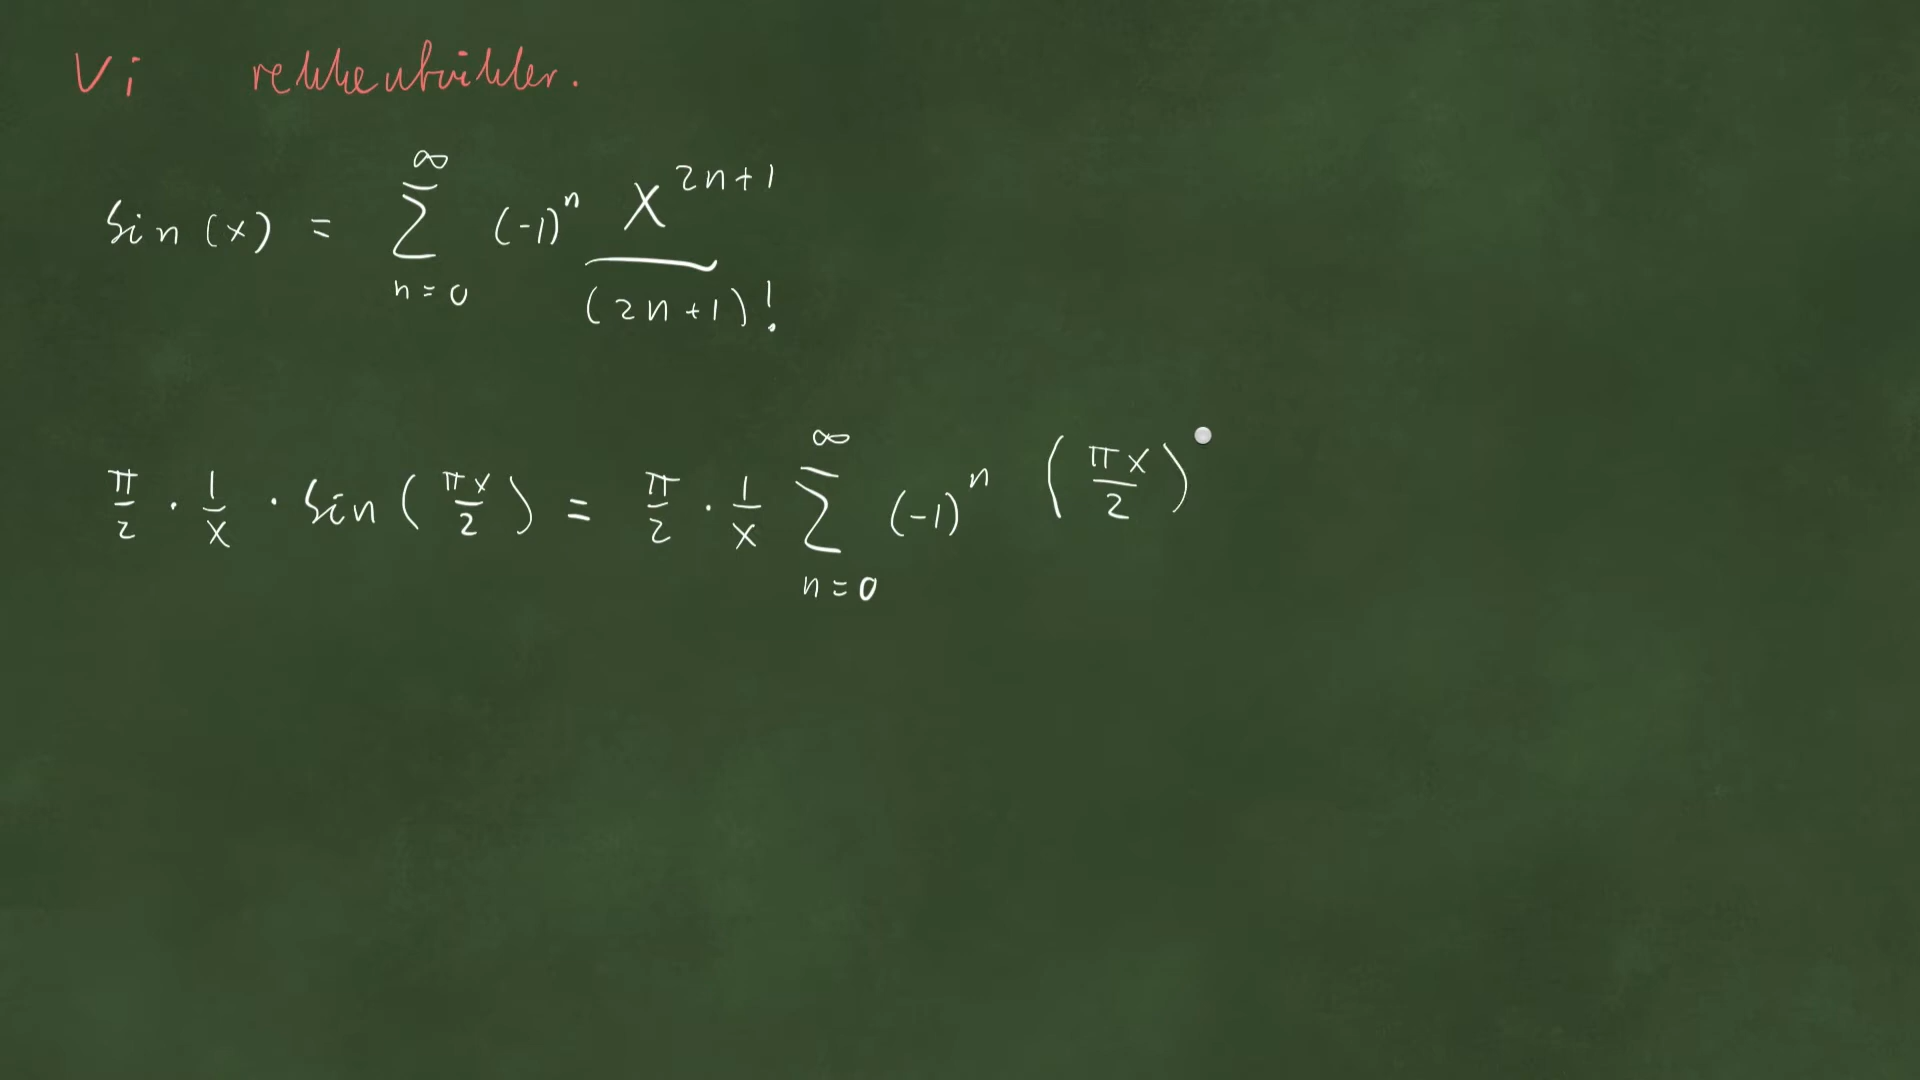 Vi rekkeutvikler.
sin(x) = ∑_{n=0}^{∞} (-1)^n x^{2n+1} / (2n+1)!
π/2 · 1/x · sin(πx/2) = π/2 · 1/x ∑_{n=0}^{∞} (-1)^n (πx/2)